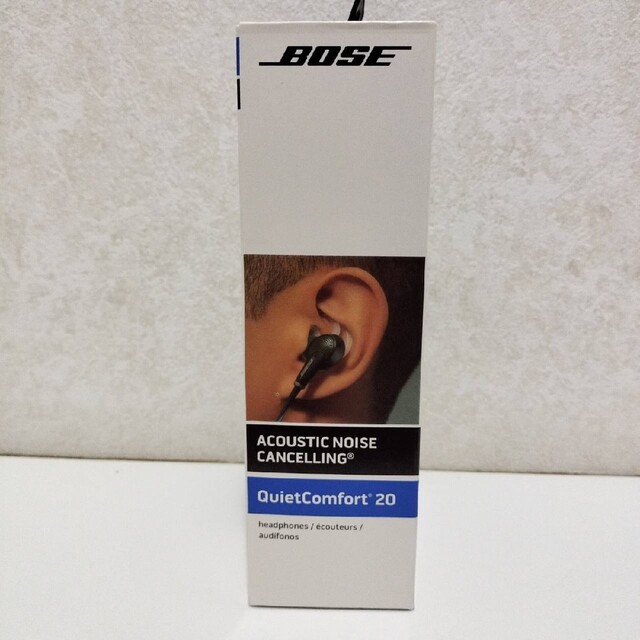 BOSE
ACOUSTIC NOISE
CANCELLING®
QuietComfort® 20
headphones / écouteurs /
audífonos